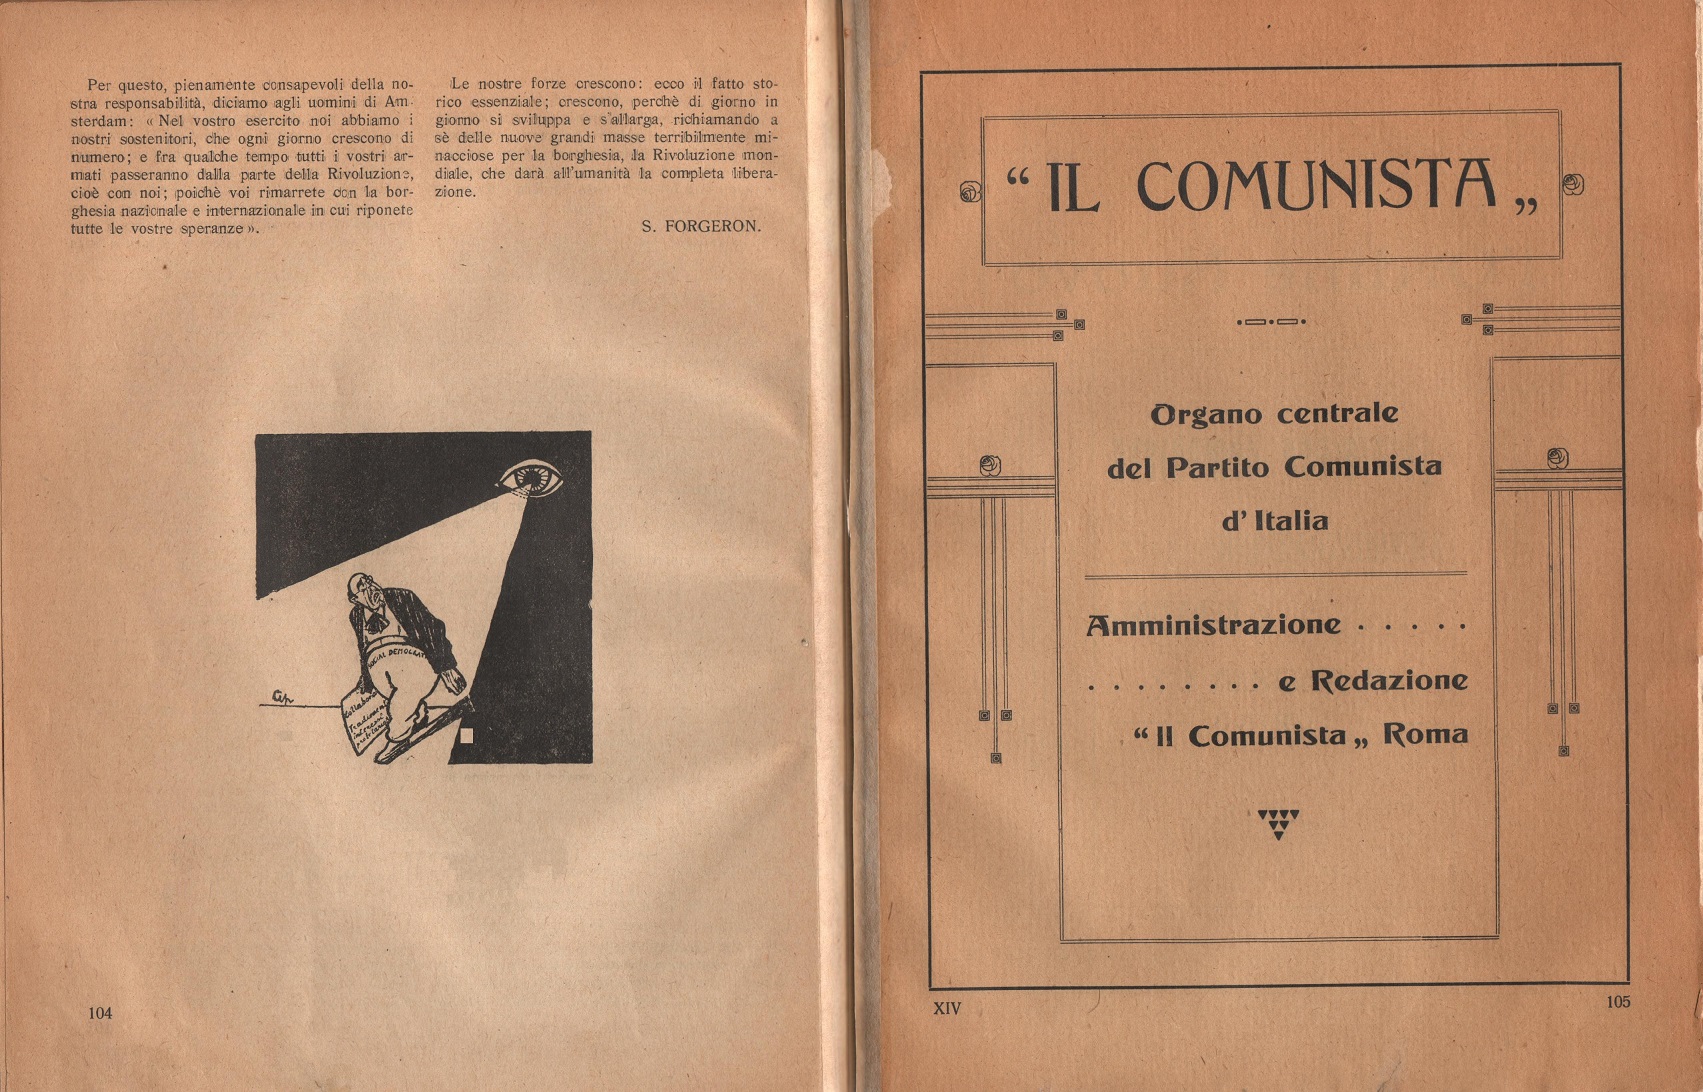 Per questo, pienamente consapevoli della no-
stra responsabilità, diciamo agli uomini di Am-
sterdam: « Nel vostro esercito noi abbiamo i
nostri sostenitori, che ogni giorno crescono di
numero; e fra qualche tempo tutti i vostri ar-
mati passeranno dalla parte della Rivoluzione,
cioè con noi; poichè voi rimarrete con la bor-
ghesia nazionale e internazionale in cui riponete
tutte le vostre speranze ».
Le nostre forze crescono: ecco il fatto sto-
rico essenziale; crescono, perchè di giorno in
giorno si sviluppa e s'allarga, richiamando a
sè delle nuove grandi masse terribilmente mi-
nacciose per la borghesia, la Rivoluzione mon-
diale, che darà all'umanità la completa libera-
zione.
S. FORGERON.
SOCIAL DEMOCRAT
104
“ IL COMUNISTA „
Organo centrale
del Partito Comunista
d' Italia
Amministrazione . . . . .
. . . . . . . . e Redazione
“ Il Comunista „ Roma
XIV
105